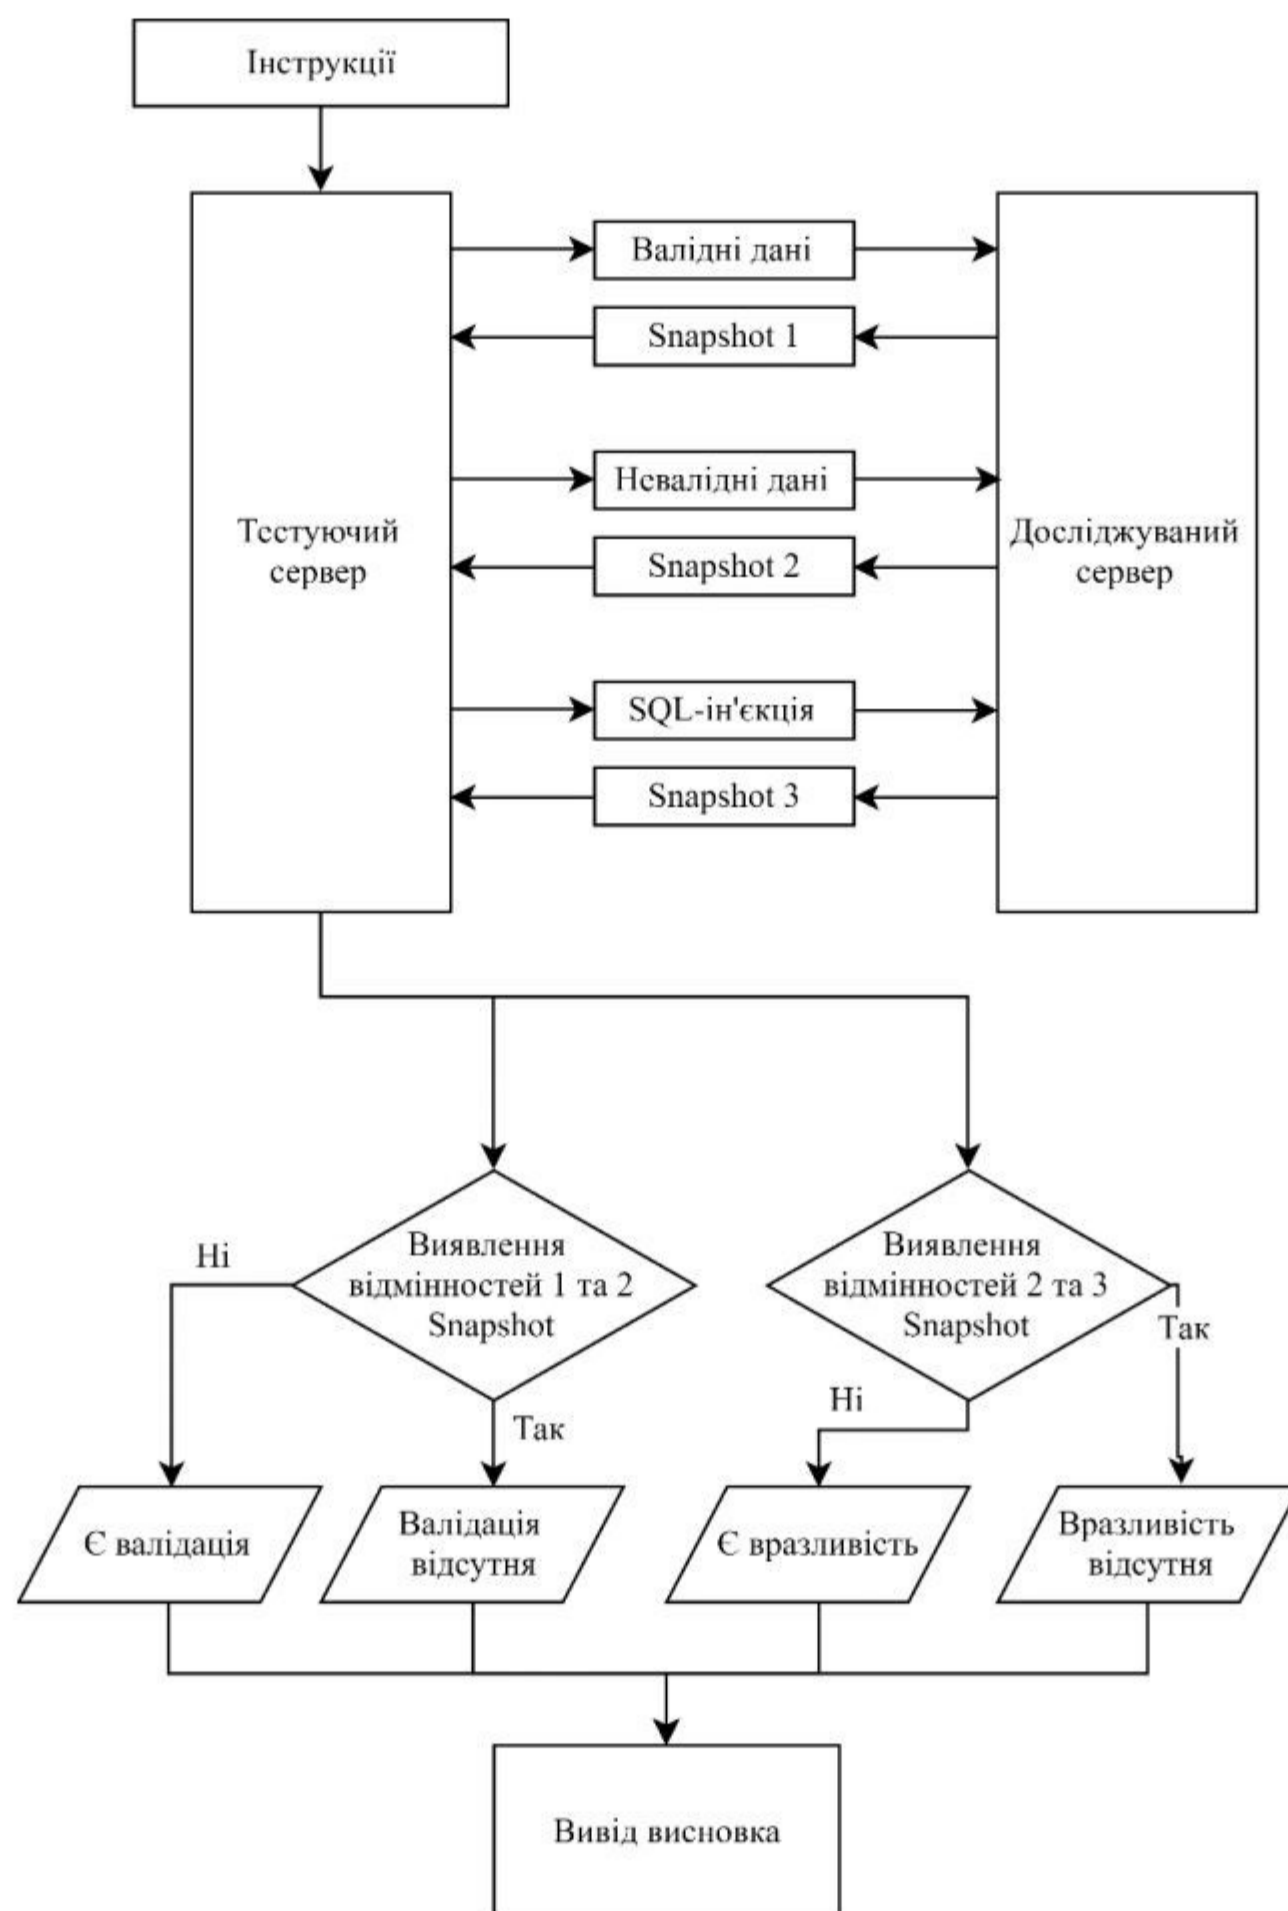 Інструкції
Валідні дані
Snapshot 1
Невалідні дані
Тестуючий
сервер
Snapshot 2
Досліджуваний
сервер
SQL-ін'єкція
Snapshot 3
Виявлення
відмінностей 1 та 2
Snapshot
Ні
Так
Виявлення
відмінностей 2 та 3
Snapshot
Ні
Так
Є валідація
Валідація
відсутня
Є вразливість
Вразливість
відсутня
Вивід висновка